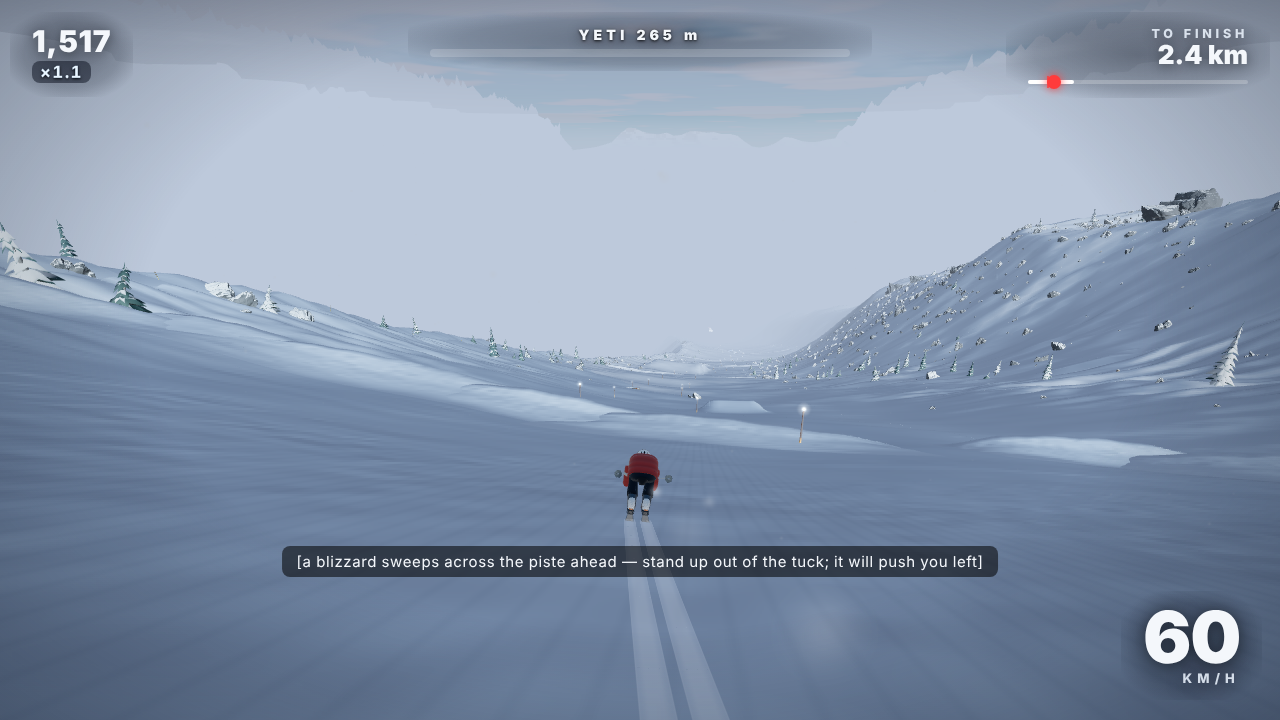 1,517
×1.1
YETI 265 m
TO FINISH
2.4 km
[a blizzard sweeps across the piste ahead — stand up out of the tuck; it will push you left]
60
KM/H